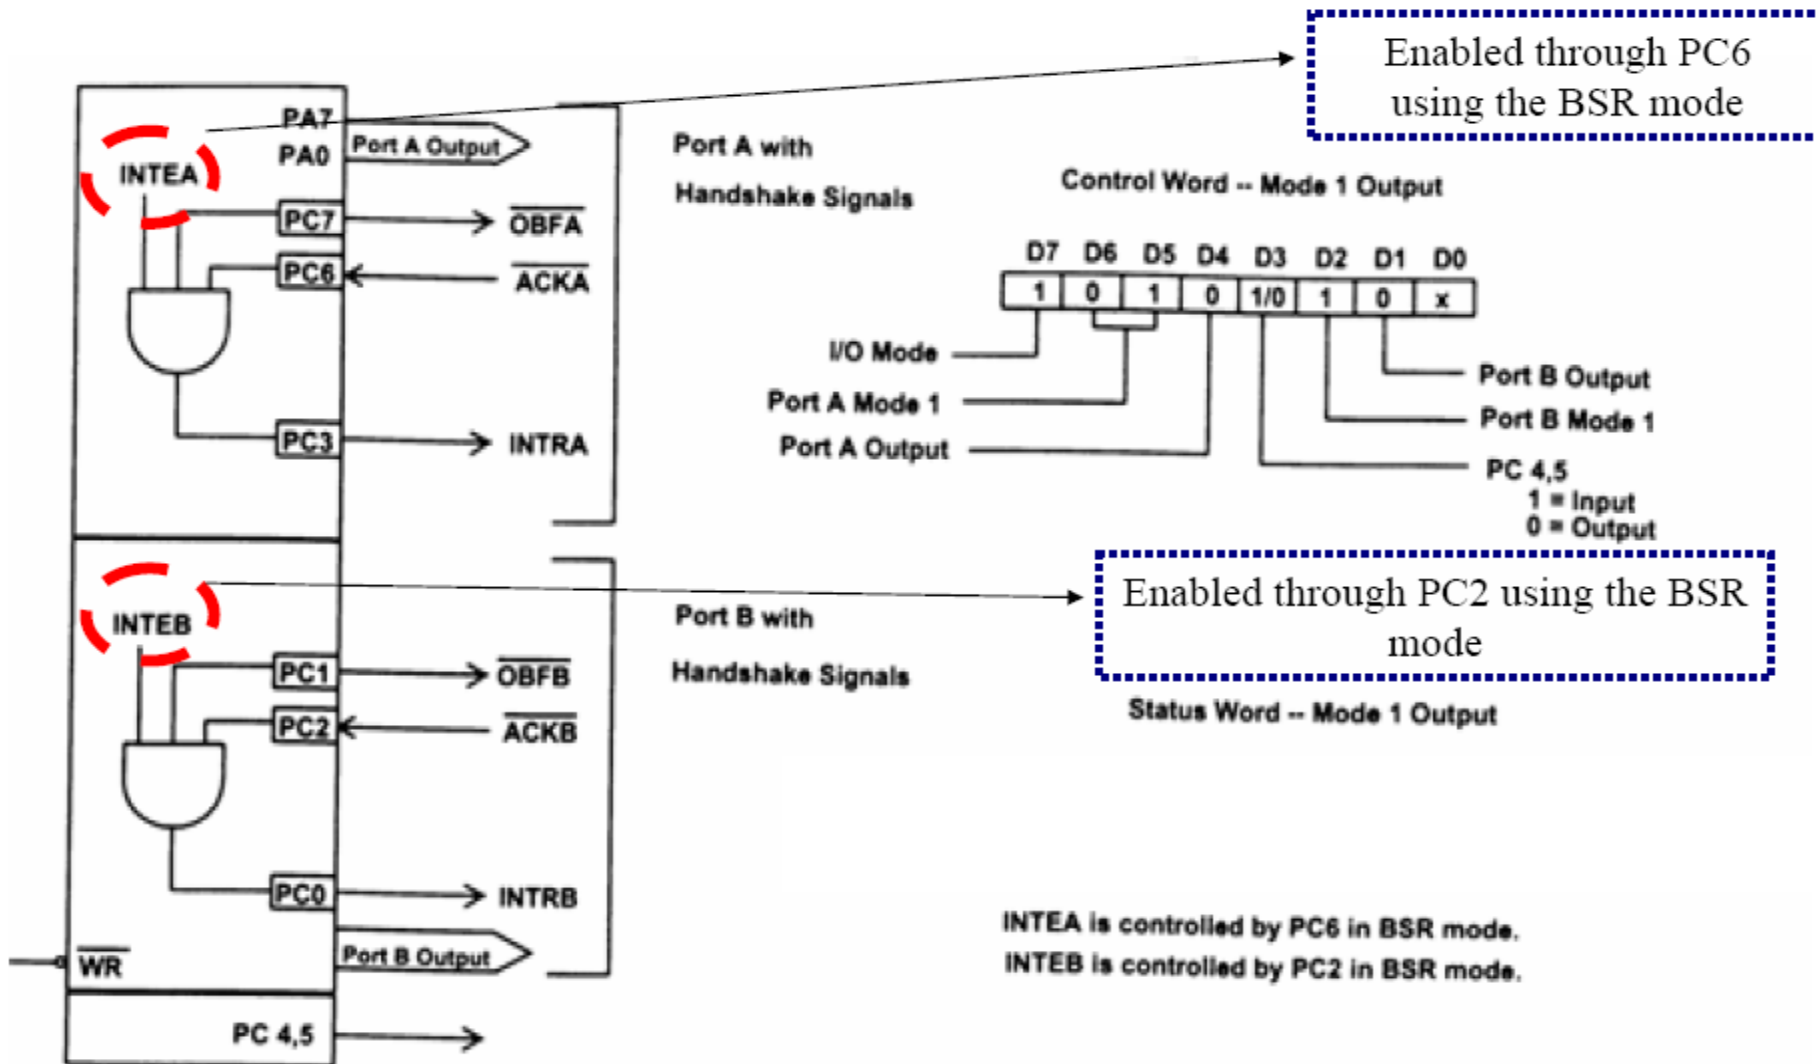 Enabled through PC6
using the BSR mode
PA7
PA0
Port A Output
INTEA
PC7
OBFA
PC6
ACKA
PC3
INTRA
Port A with
Handshake Signals
Control Word -- Mode 1 Output
D7 D6 D5 D4 D3 D2 D1 D0
1 0 1 0 1/0 1 0 x
I/O Mode
Port A Mode 1
Port A Output
Port B Output
Port B Mode 1
PC 4,5
1 = Input
0 = Output
INTEB
PC1
OBFB
PC2
ACKB
PC0
INTRB
Port B Output
WR
PC 4,5
Port B with
Handshake Signals
Enabled through PC2 using the BSR
mode
Status Word -- Mode 1 Output
INTEA is controlled by PC6 in BSR mode.
INTEB is controlled by PC2 in BSR mode.